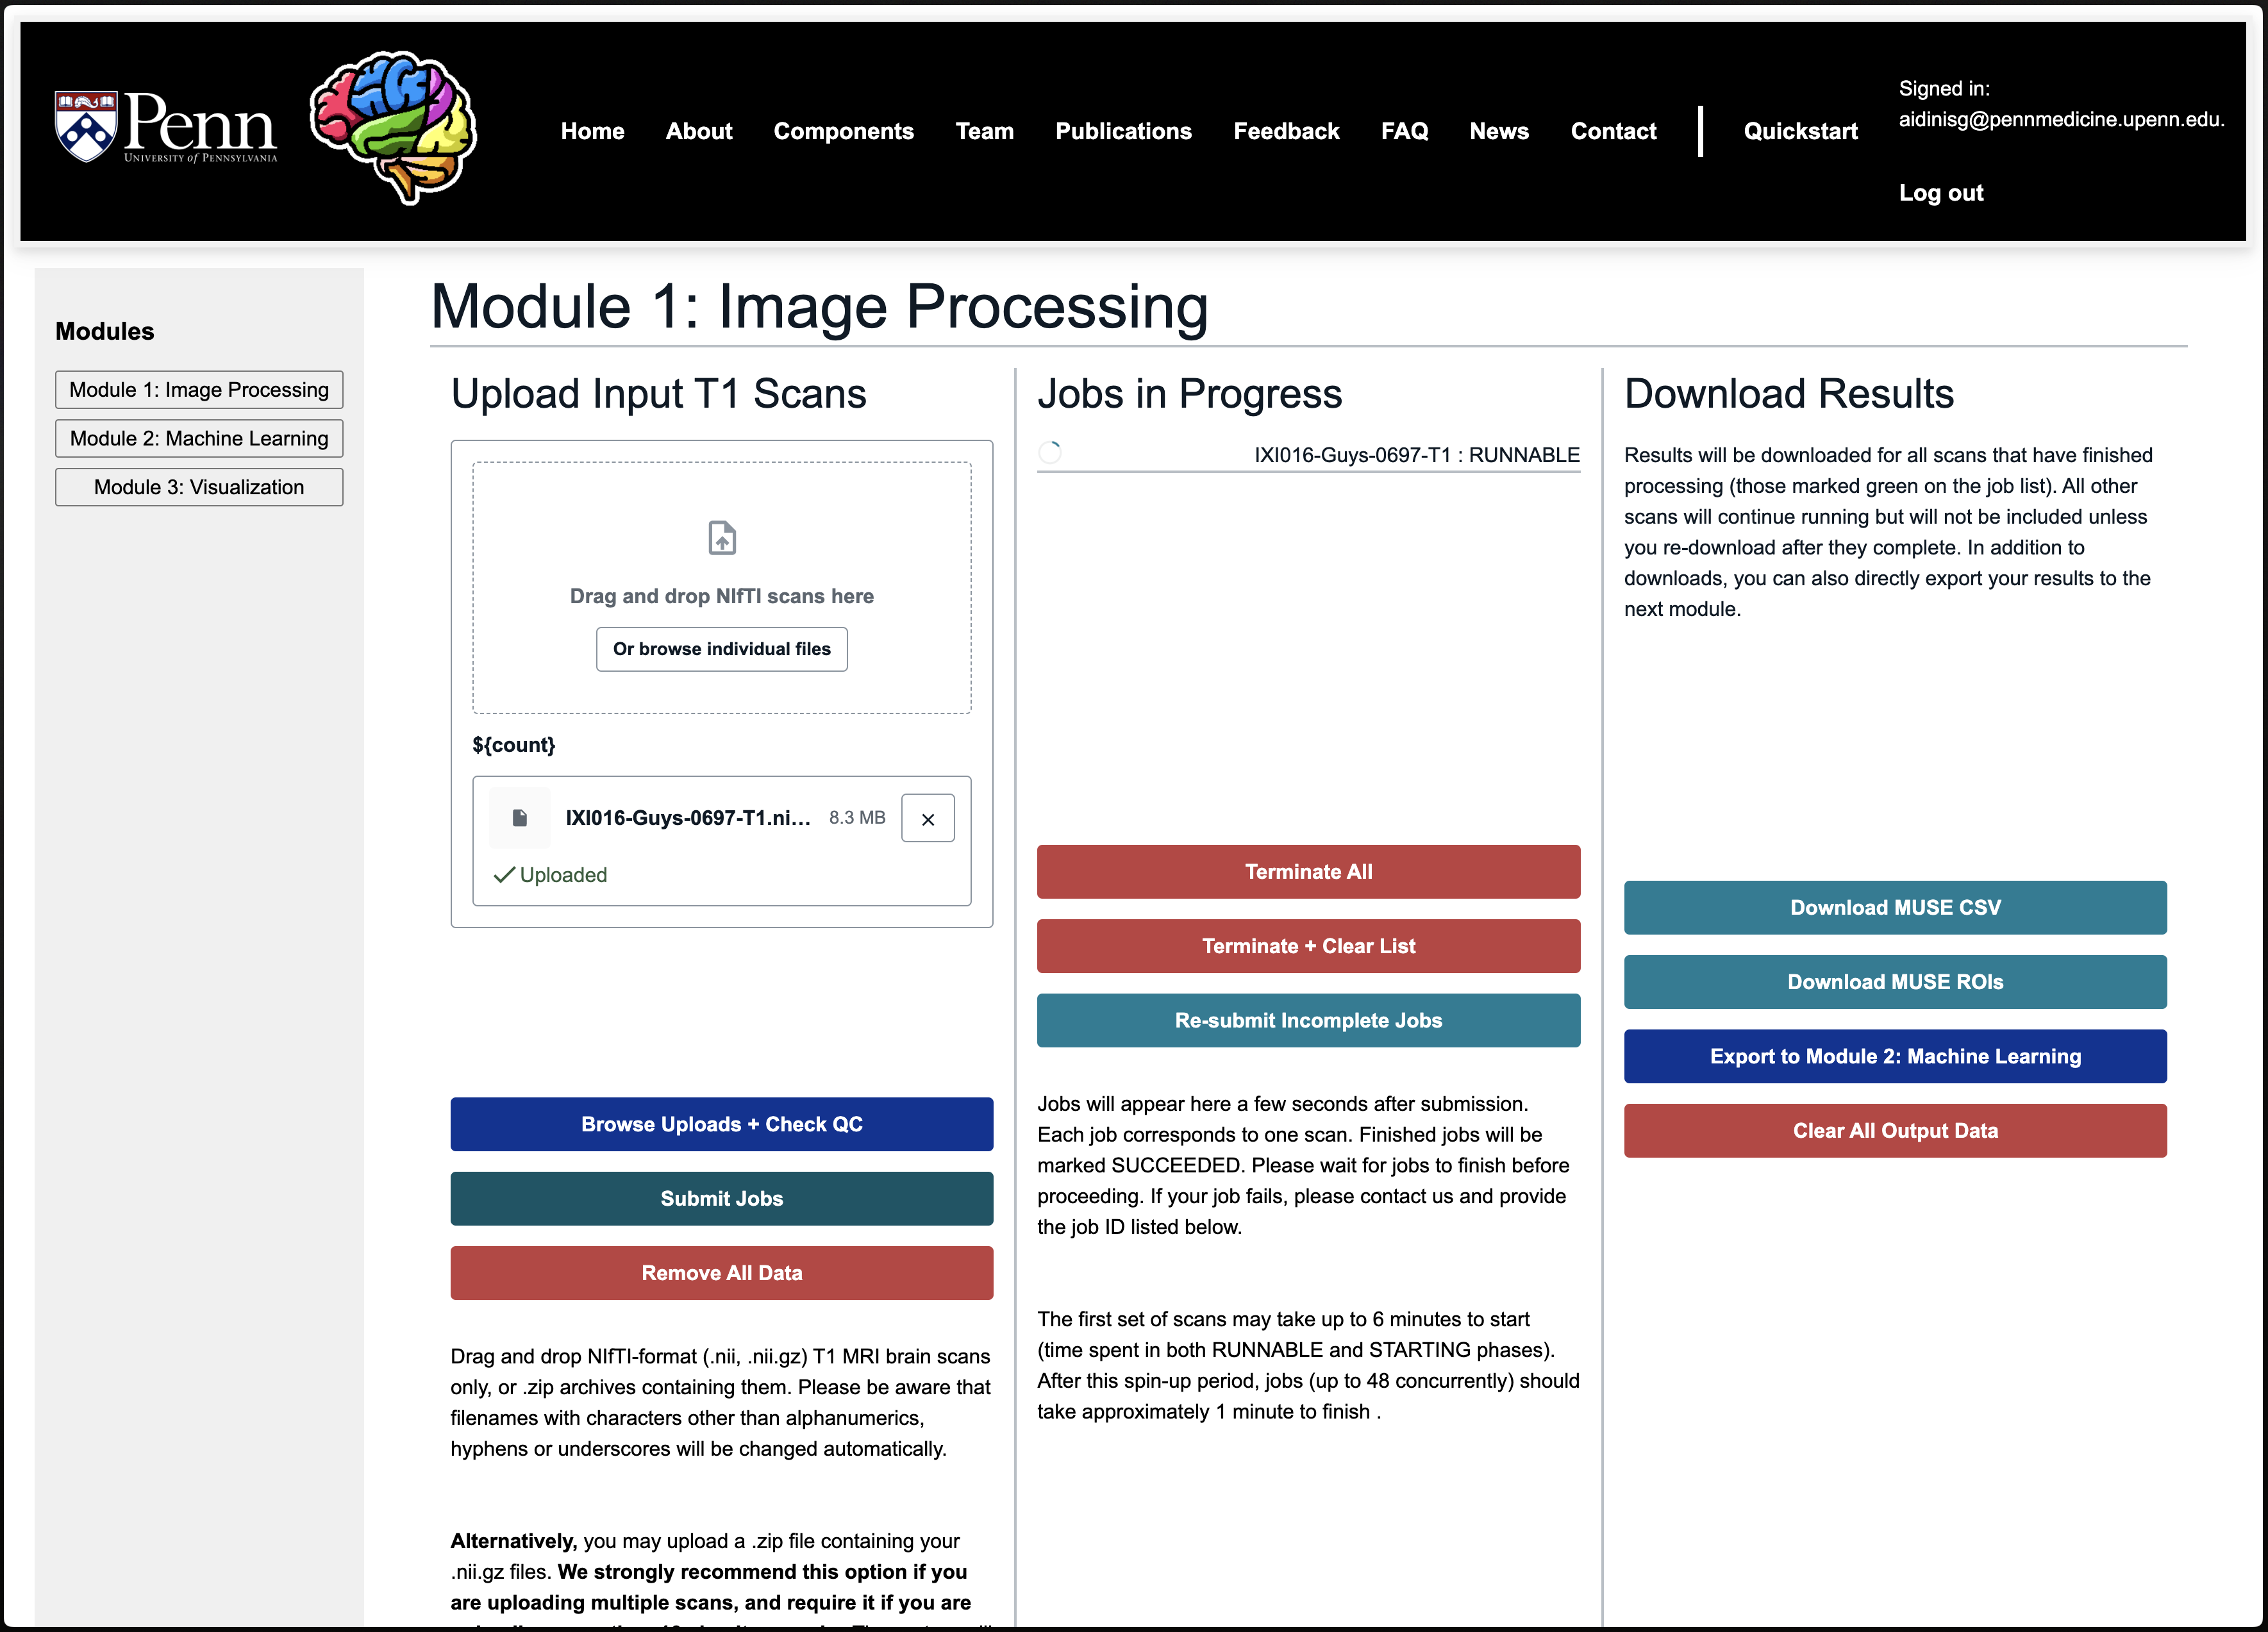 Penn
UNIVERSITY of PENNSYLVANIA
Home
About
Components
Team
Publications
Feedback
FAQ
News
Contact
Quickstart
Signed in:
aidinisg@pennmedicine.upenn.edu.
Log out
Modules
Module 1: Image Processing
Module 2: Machine Learning
Module 3: Visualization
Module 1: Image Processing
Upload Input T1 Scans
Drag and drop NIfTI scans here
Or browse individual files
${count}
IXI016-Guys-0697-T1.ni...
8.3 MB
Uploaded
Browse Uploads + Check QC
Submit Jobs
Remove All Data
Drag and drop NIfTI-format (.nii, .nii.gz) T1 MRI brain scans
only, or .zip archives containing them. Please be aware that
filenames with characters other than alphanumerics,
hyphens or underscores will be changed automatically.
Alternatively, you may upload a .zip file containing your
.nii.gz files. We strongly recommend this option if you
are uploading multiple scans, and require it if you are
Jobs in Progress
IXI016-Guys-0697-T1 : RUNNABLE
Terminate All
Terminate + Clear List
Re-submit Incomplete Jobs
Jobs will appear here a few seconds after submission.
Each job corresponds to one scan. Finished jobs will be
marked SUCCEEDED. Please wait for jobs to finish before
proceeding. If your job fails, please contact us and provide
the job ID listed below.
The first set of scans may take up to 6 minutes to start
(time spent in both RUNNABLE and STARTING phases).
After this spin-up period, jobs (up to 48 concurrently) should
take approximately 1 minute to finish .
Download Results
Results will be downloaded for all scans that have finished
processing (those marked green on the job list). All other
scans will continue running but will not be included unless
you re-download after they complete. In addition to
downloads, you can also directly export your results to the
next module.
Download MUSE CSV
Download MUSE ROIs
Export to Module 2: Machine Learning
Clear All Output Data